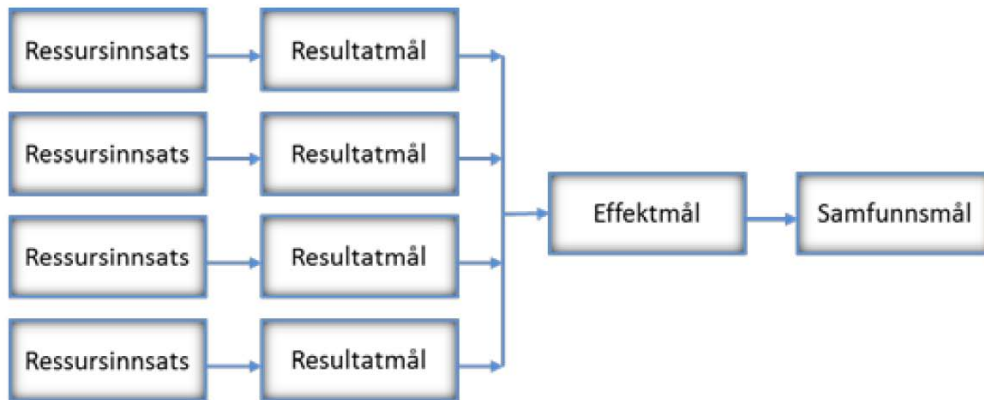 Ressursinnsats
Resultatmål
Ressursinnsats
Resultatmål
Effektmål
Samfunnsmål
Ressursinnsats
Resultatmål
Ressursinnsats
Resultatmål